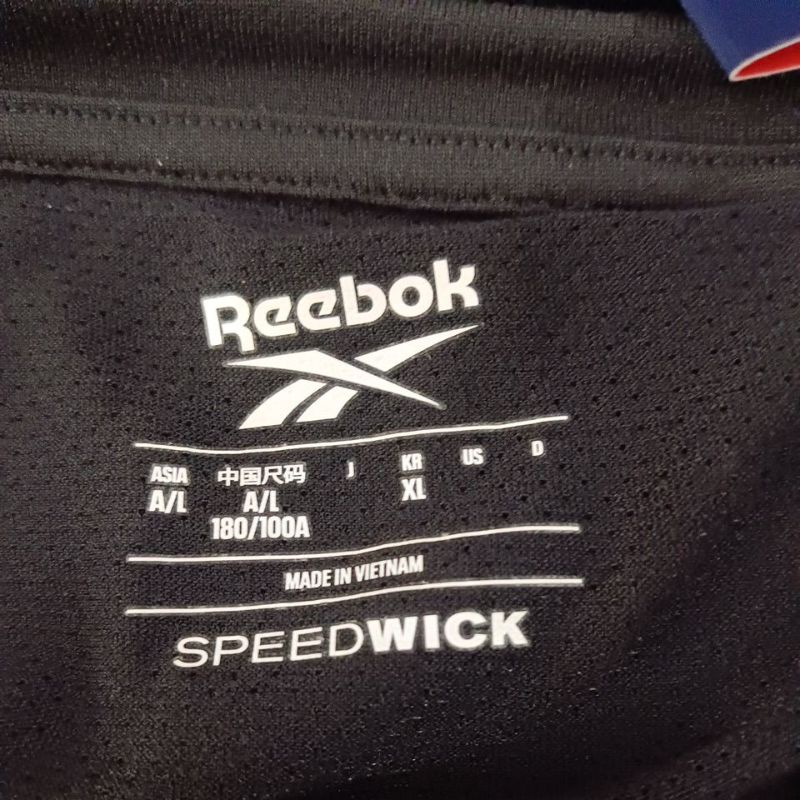 Reebok
ASIA 中国尺码 J KR US D
A/L A/L XL
180/100A
MADE IN VIETNAM
SPEEDWICK